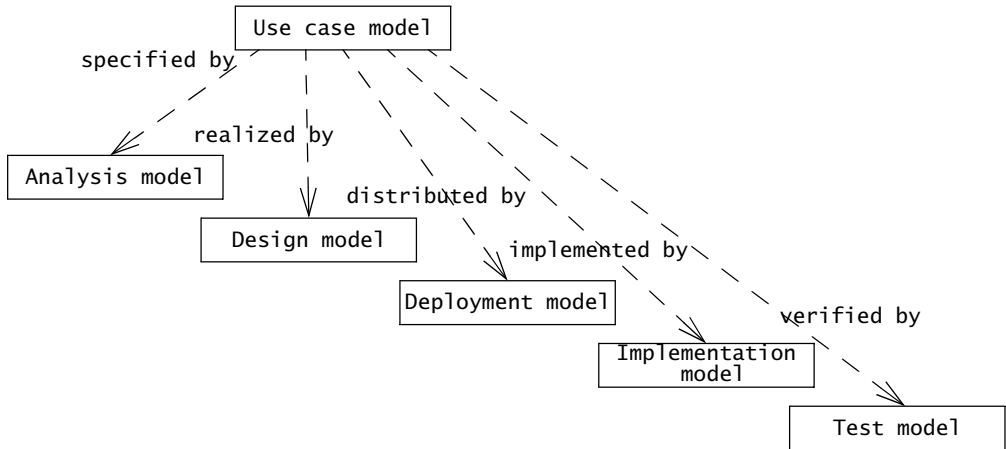 Use case model
specified by
realized by
Analysis model
distributed by
Design model
implemented by
Deployment model
verified by
Implementation
model
Test model